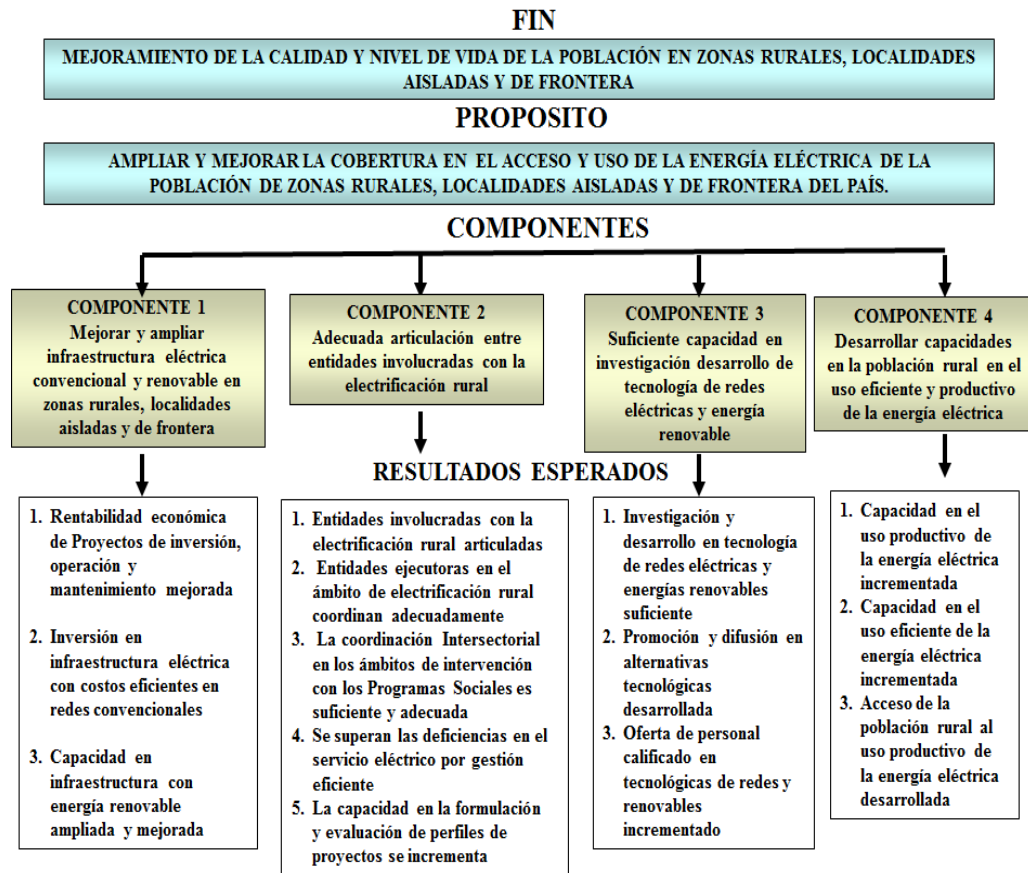 FIN
MEJORAMIENTO DE LA CALIDAD Y NIVEL DE VIDA DE LA POBLACIÓN EN ZONAS RURALES, LOCALIDADES
AISLADAS Y DE FRONTERA
PROPOSITO
AMPLIAR Y MEJORAR LA COBERTURA EN EL ACCESO Y USO DE LA ENERGÍA ELÉCTRICA DE LA
POBLACIÓN DE ZONAS RURALES, LOCALIDADES AISLADAS Y DE FRONTERA DEL PAÍS.
COMPONENTES
COMPONENTE 1
Mejorar y ampliar
infraestructura eléctrica
convencional y renovable en
zonas rurales, localidades
aisladas y de frontera
COMPONENTE 2
Adecuada articulación entre
entidades involucradas con la
electrificación rural
COMPONENTE 3
Suficiente capacidad en
investigación desarrollo de
tecnología de redes
eléctricas y energía
renovable
COMPONENTE 4
Desarrollar capacidades
en la población rural en el
uso eficiente y productivo
de la energía eléctrica
RESULTADOS ESPERADOS
1. Rentabilidad económica
de Proyectos de inversión,
operación y
mantenimiento mejorada
2. Inversión en
infraestructura eléctrica
con costos eficientes en
redes convencionales
3. Capacidad en
infraestructura con
energía renovable
ampliada y mejorada
1. Entidades involucradas con la
electrificación rural articuladas
2. Entidades ejecutoras en el
ámbito de electrificación rural
coordinan adecuadamente
3. La coordinación Intersectorial
en los ámbitos de intervención
con los Programas Sociales es
suficiente y adecuada
4. Se superan las deficiencias en el
servicio eléctrico por gestión
eficiente
5. La capacidad en la formulación
y evaluación de perfiles de
proyectos se incrementa
1. Investigación y
desarrollo en tecnología
de redes eléctricas y
energías renovables
suficiente
2. Promoción y difusión en
alternativas
tecnológicas
desarrollada
3. Oferta de personal
calificado en
tecnológicas de redes y
renovables
incrementado
1. Capacidad en el
uso productivo de
la energía eléctrica
incrementada
2. Capacidad en el
uso eficiente de la
energía eléctrica
incrementada
3. Acceso de la
población rural al
uso productivo de
la energía eléctrica
desarrollada